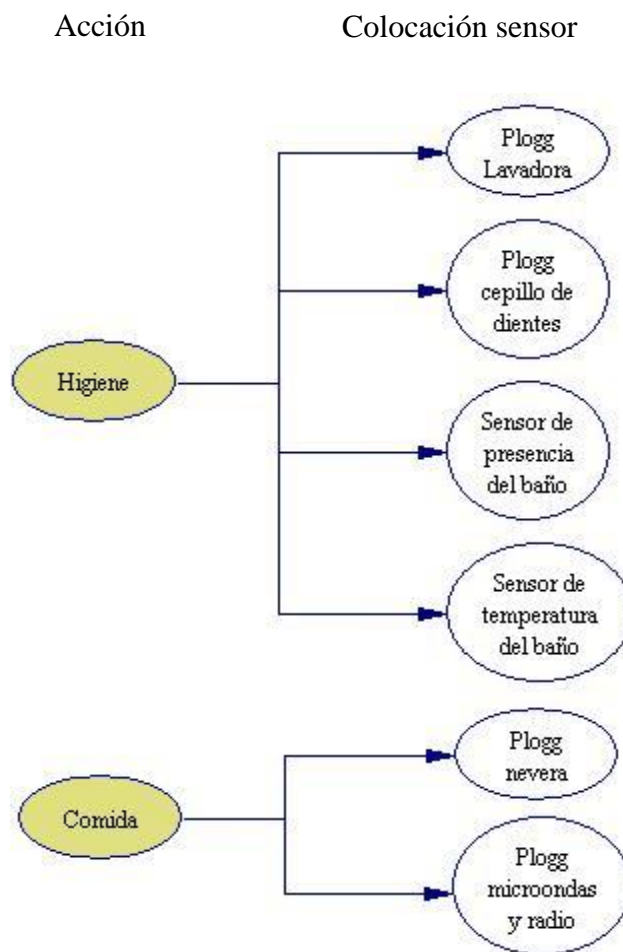 Acción Colocación sensor
Plogg
Lavadora
Plogg
cepillo de
dientes
Higiene
Sensor de
presencia
del baño
Sensor de
temperatura
del baño
Plogg
nevera
Comida
Plogg
microondas
y radio